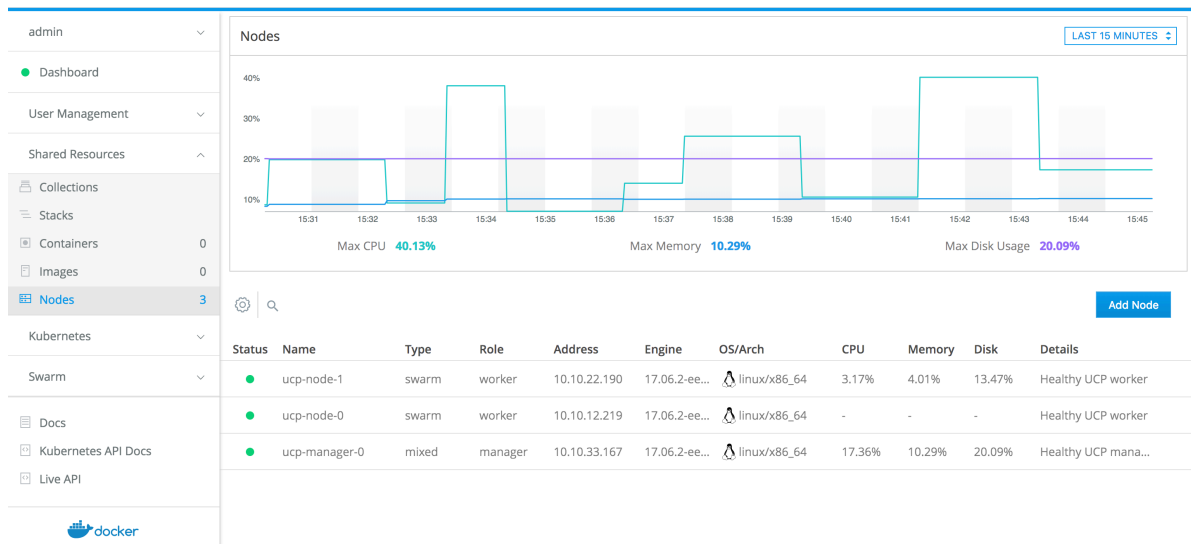 admin
Dashboard
User Management
Shared Resources
Collections
Stacks
Containers 0
Images 0
Nodes 3
Kubernetes
Swarm
Docs
Kubernetes API Docs
Live API
docker
Nodes LAST 15 MINUTES
40%
30%
20%
10%
15:31 15:32 15:33 15:34 15:35 15:36 15:37 15:38 15:39 15:40 15:41 15:42 15:43 15:44 15:45
Max CPU 40.13% Max Memory 10.29% Max Disk Usage 20.09%
Add Node
Status Name Type Role Address Engine OS/Arch CPU Memory Disk Details
ucp-node-1 swarm worker 10.10.22.190 17.06.2-ee... linux/x86_64 3.17% 4.01% 13.47% Healthy UCP worker
ucp-node-0 swarm worker 10.10.12.219 17.06.2-ee... linux/x86_64 - - - Healthy UCP worker
ucp-manager-0 mixed manager 10.10.33.167 17.06.2-ee... linux/x86_64 17.36% 10.29% 20.09% Healthy UCP mana...